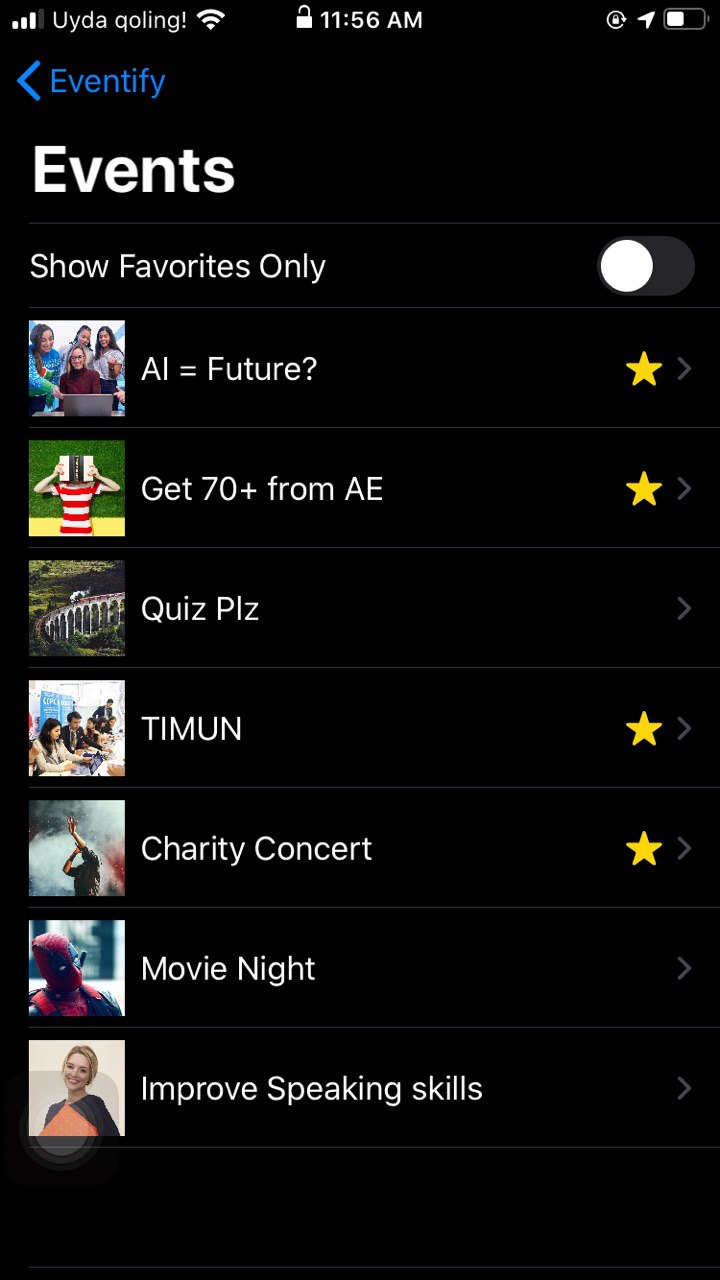 Uyda qoling! 11:56 AM
Eventify
Events
Show Favorites Only
AI = Future?
Get 70+ from AE
Quiz Plz
TIMUN
Charity Concert
Movie Night
Improve Speaking skills